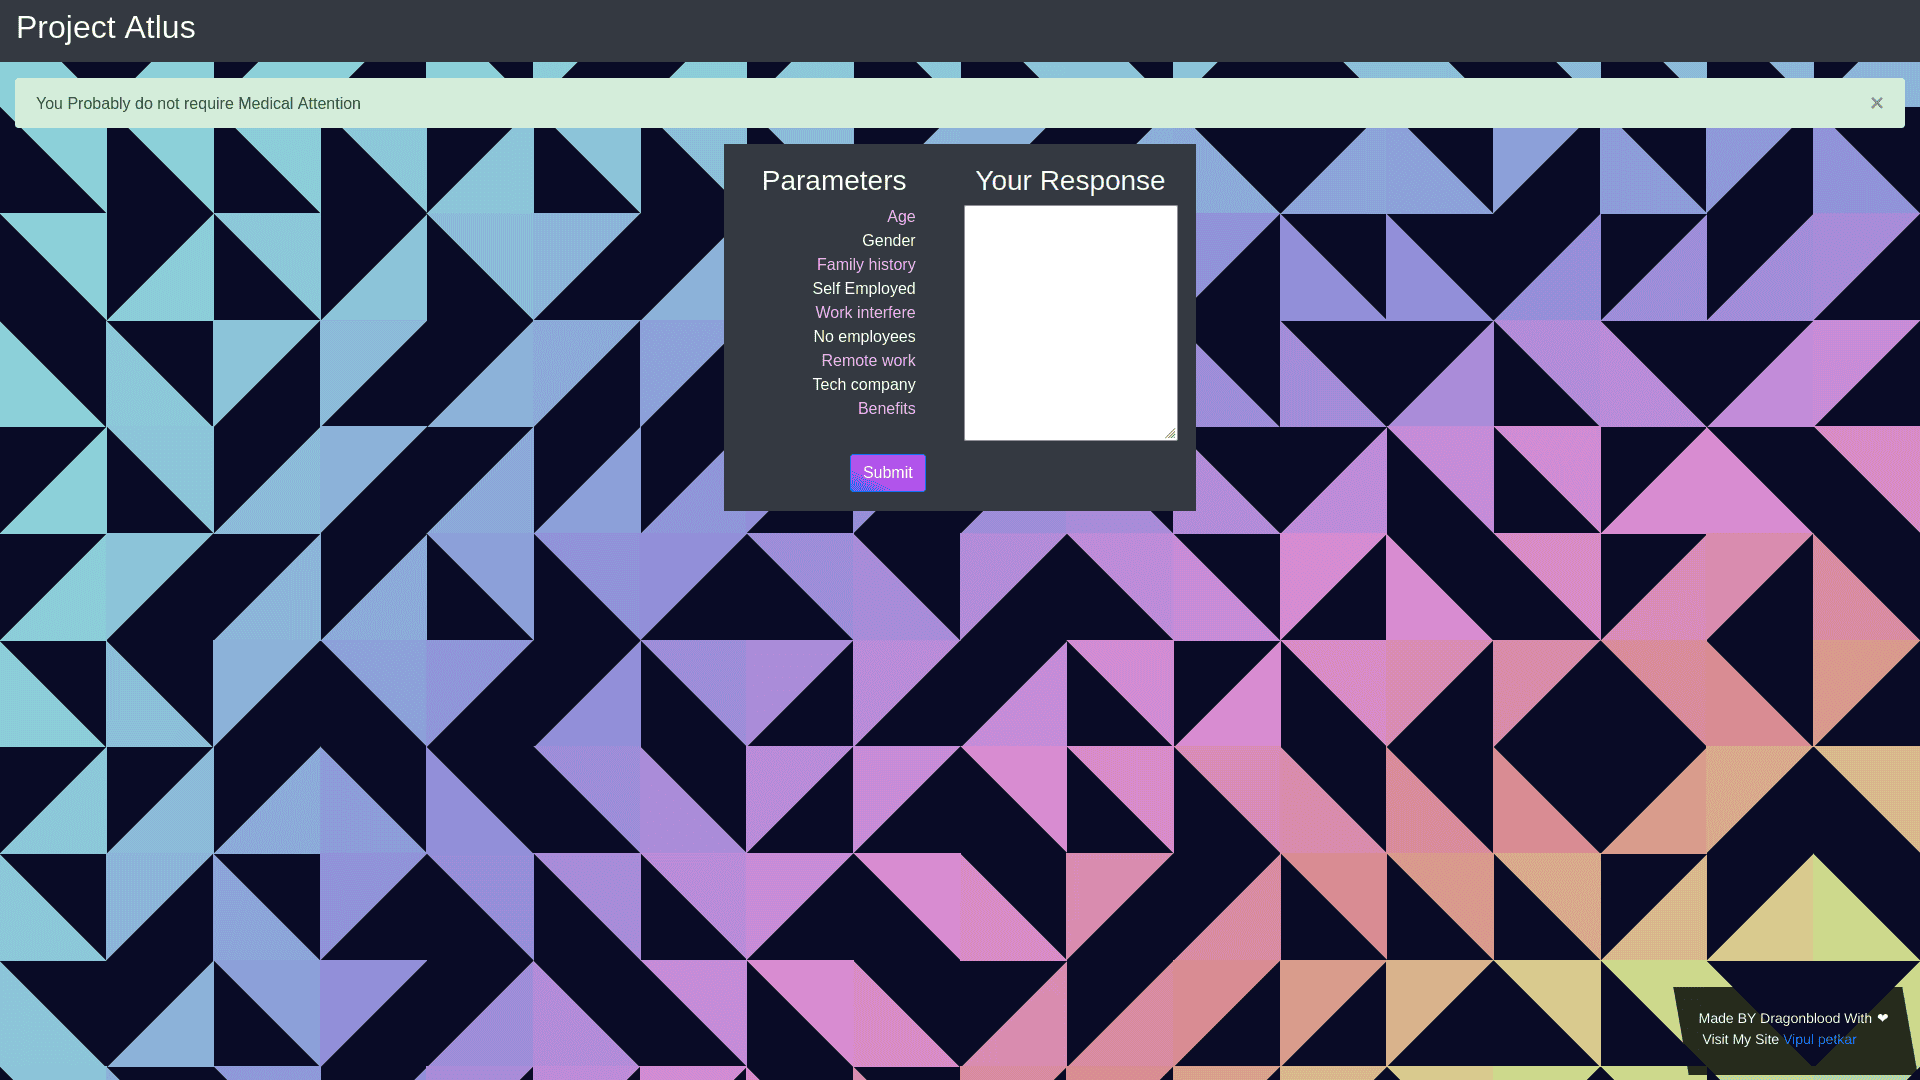 Project Atlus
You Probably do not require Medical Attention ×
Parameters
Age
Gender
Family history
Self Employed
Work interfere
No employees
Remote work
Tech company
Benefits
Your Response
Submit
Made BY Dragonblood With ❤
Visit My Site Vipul petkar